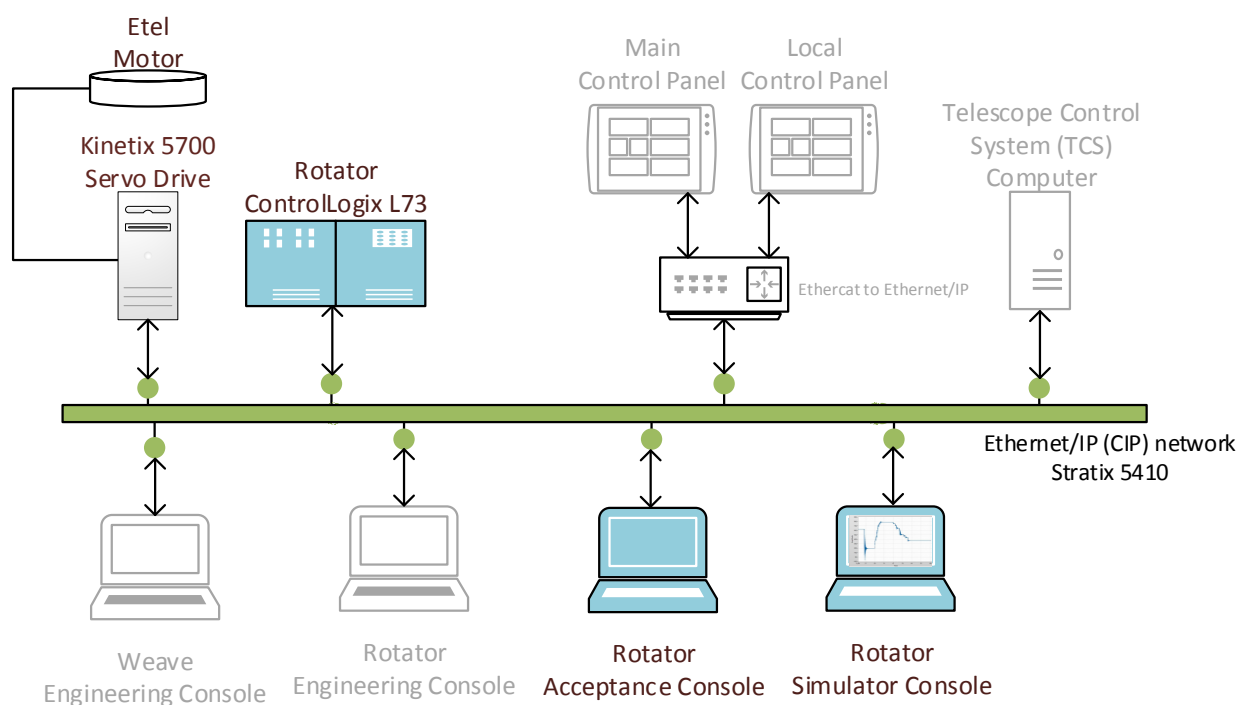 Etel
Motor
Kinetix 5700
Servo Drive
Rotator
ControlLogix L73
Main
Control Panel
Local
Control Panel
Telescope Control
System (TCS)
Computer
Ethercat to Ethernet/IP
Ethernet/IP (CIP) network
Stratix 5410
Weave
Engineering Console
Rotator
Engineering Console
Rotator
Acceptance Console
Rotator
Simulator Console